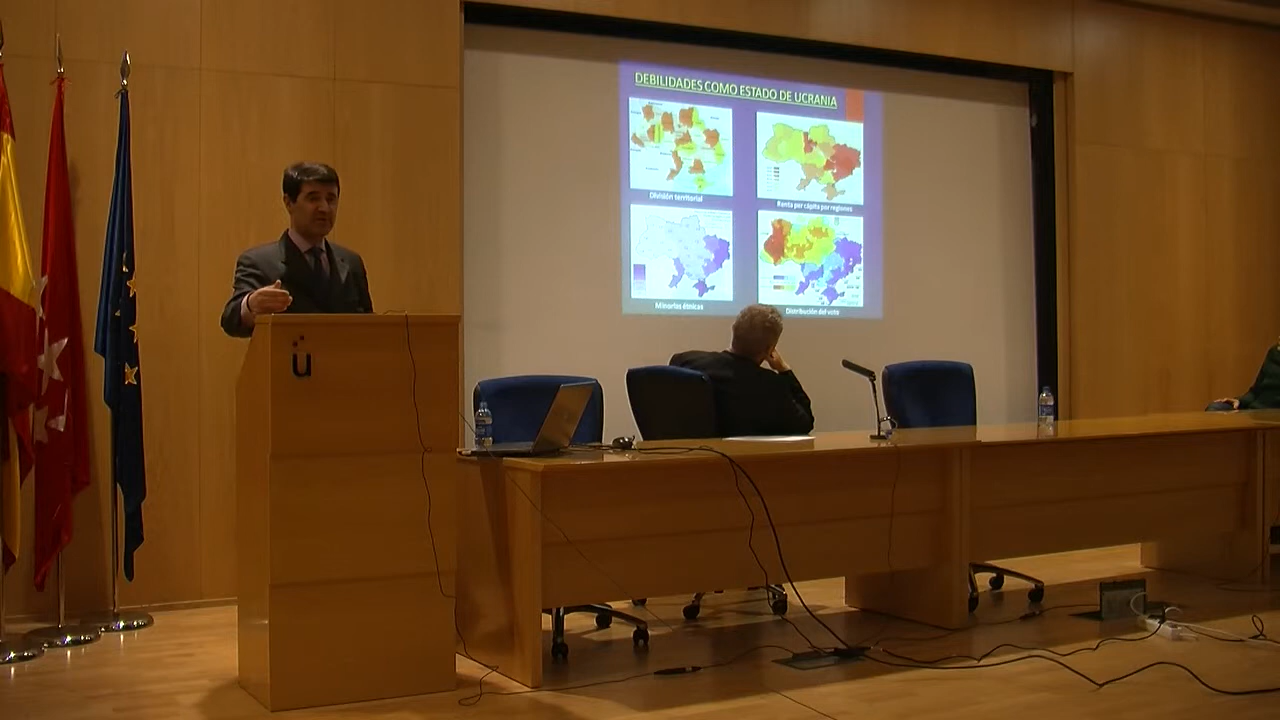 DEBILIDADES COMO ESTADO DE UCRANIA
División territorial
Renta per cápita por regiones
Minorías étnicas
Distribución del voto
ü